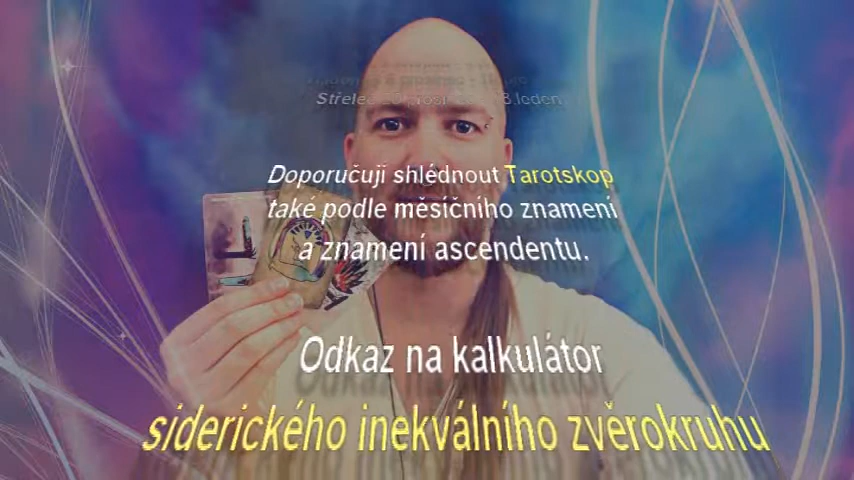 Doporučuji shlédnout Tarotskop
také podle měsíčního znamení
a znamení ascendentu.
Odkaz na kalkulátor
siderického inekválního zvěrokruhu